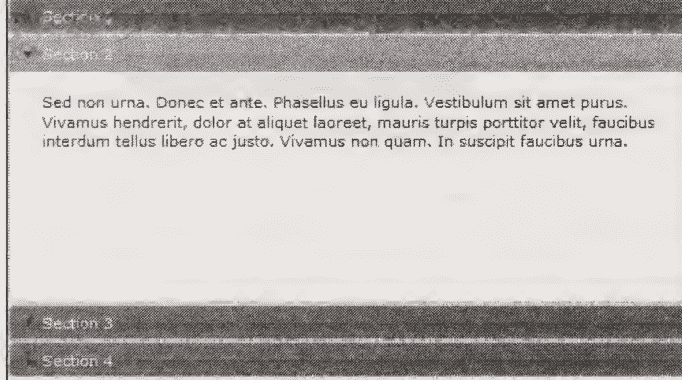 Section
Section 2
Sed non urna. Donec et ante. Phasellus eu ligula. Vestibulum sit amet purus.
Vivamus hendrerit, dolor at aliquet laoreet, mauris turpis porttitor velit, faucibus
interdum tellus libero ac justo. Vivamus non quam. In suscipit faucibus urna.
Section 3
Section 4